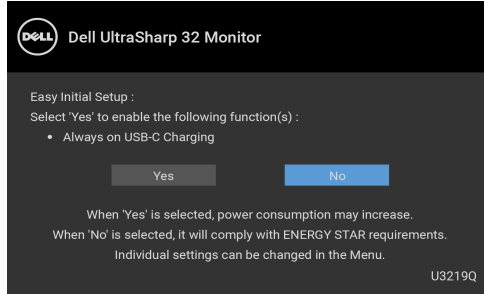 DELL
Dell UltraSharp 32 Monitor
Easy Initial Setup :
Select 'Yes' to enable the following function(s) :
• Always on USB-C Charging
Yes
No
When 'Yes' is selected, power consumption may increase.
When 'No' is selected, it will comply with ENERGY STAR requirements.
Individual settings can be changed in the Menu.
U3219Q